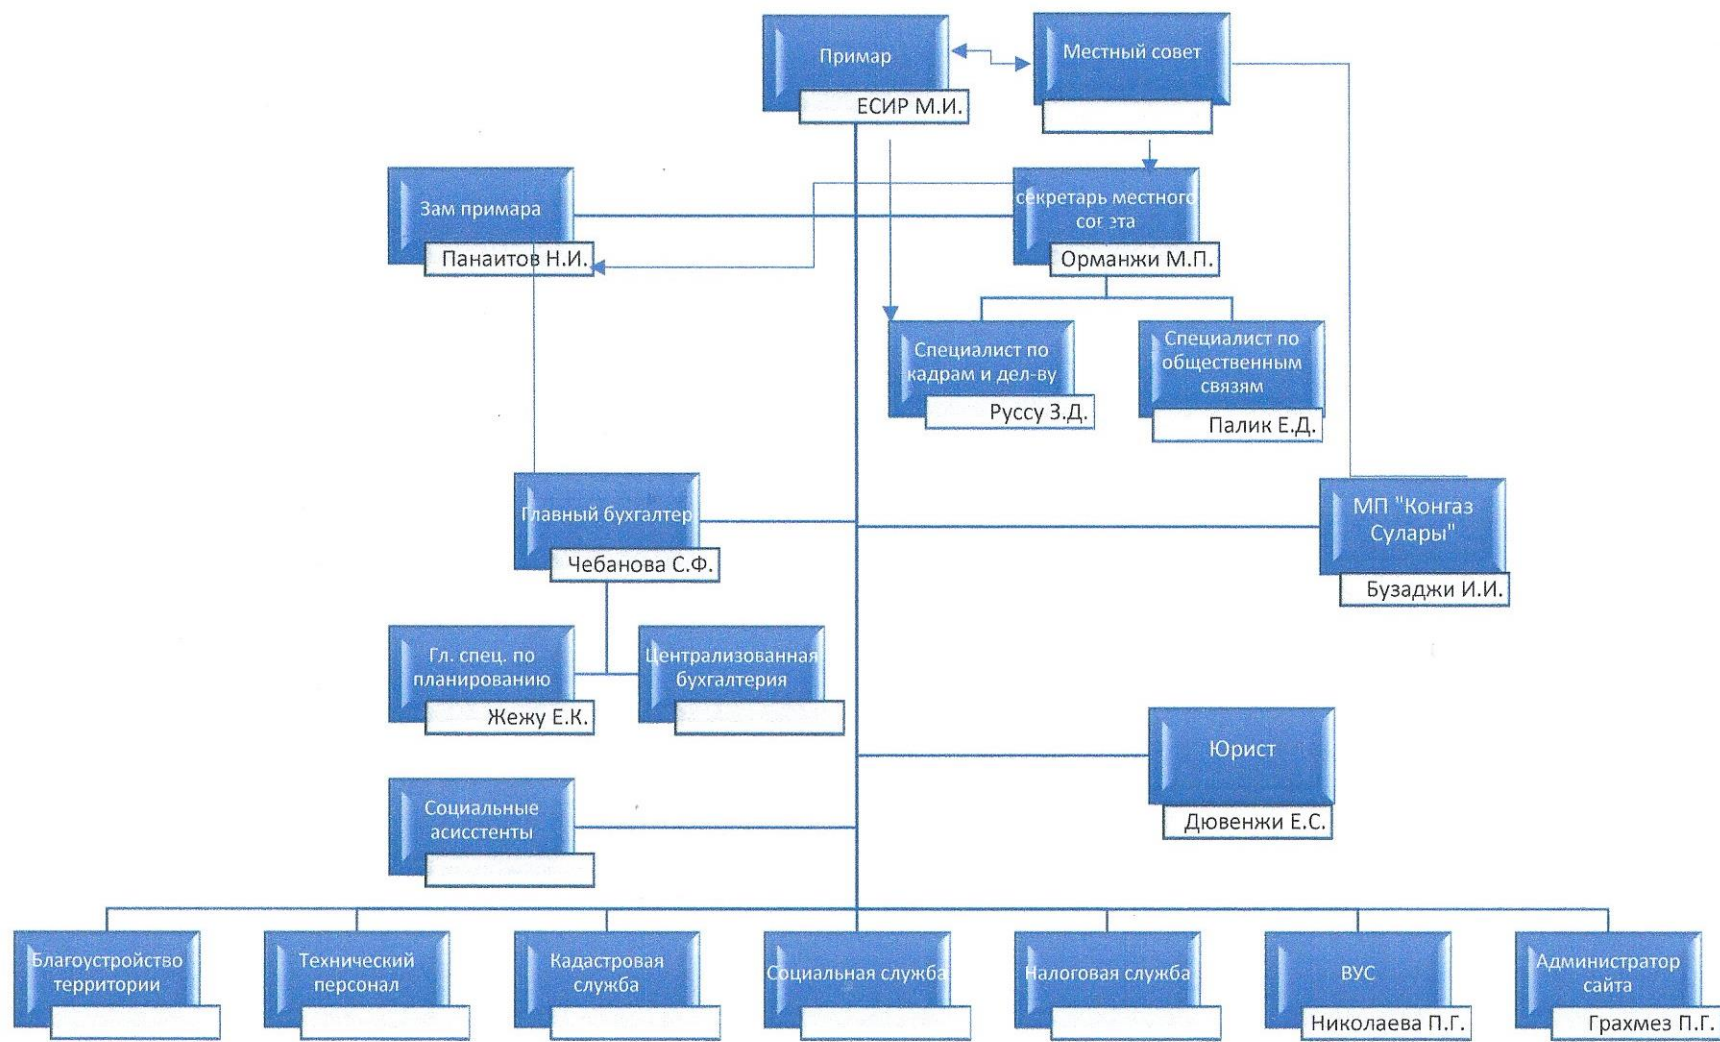 Примар
ЕСИР М.И.
Местный совет
Зам примара
Панаитов Н.И.
секретарь местного
совета
Орманжи М.П.
Специалист по
кадрам и дел-ву
Руссу З.Д.
Специалист по
общественным
связям
Палик Е.Д.
Главный бухгалтер
Чебанова С.Ф.
МП "Конгаз
Сулары"
Бузаджи И.И.
Гл. спец. по
планированию
Жежу Е.К.
Централизованная
бухгалтерия
Юрист
Дювенжи Е.С.
Социальные
асисстенты
Благоустройство
территории
Технический
персонал
Кадастровая
служба
Социальная служба
Налоговая служба
ВУС
Николаева П.Г.
Администратор
сайта
Грахмез П.Г.